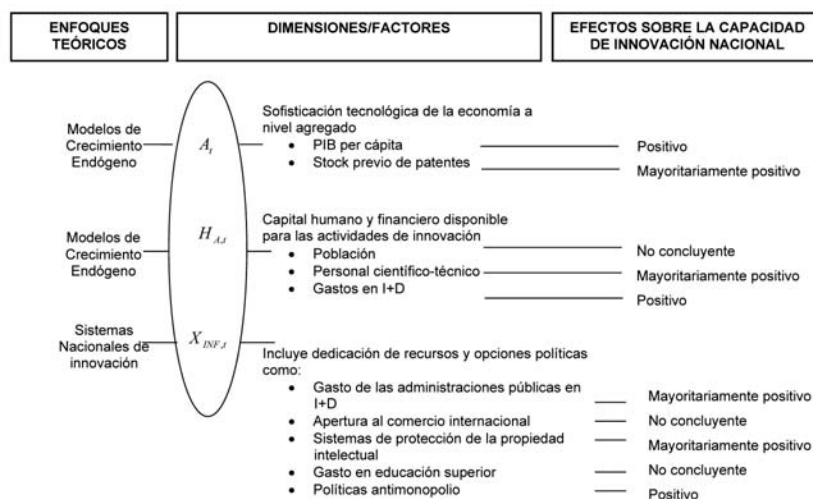 ENFOQUES
TEÓRICOS
DIMENSIONES/FACTORES
EFECTOS SOBRE LA CAPACIDAD
DE INNOVACIÓN NACIONAL
Modelos de
Crecimiento
Endógeno
A_t
Sofisticación tecnológica de la economía a
nivel agregado
• PIB per cápita
• Stock previo de patentes
Positivo
Mayoritariamente positivo
Modelos de
Crecimiento
Endógeno
H_{A,t}
Capital humano y financiero disponible
para las actividades de innovación
• Población
• Personal científico-técnico
• Gastos en I+D
No concluyente
Mayoritariamente positivo
Positivo
Sistemas
Nacionales de
innovación
X_{INF,t}
Incluye dedicación de recursos y opciones políticas
como:
• Gasto de las administraciones públicas en
I+D
• Apertura al comercio internacional
• Sistemas de protección de la propiedad
intelectual
• Gasto en educación superior
• Políticas antimonopolio
Mayoritariamente positivo
No concluyente
Mayoritariamente positivo
No concluyente
Positivo